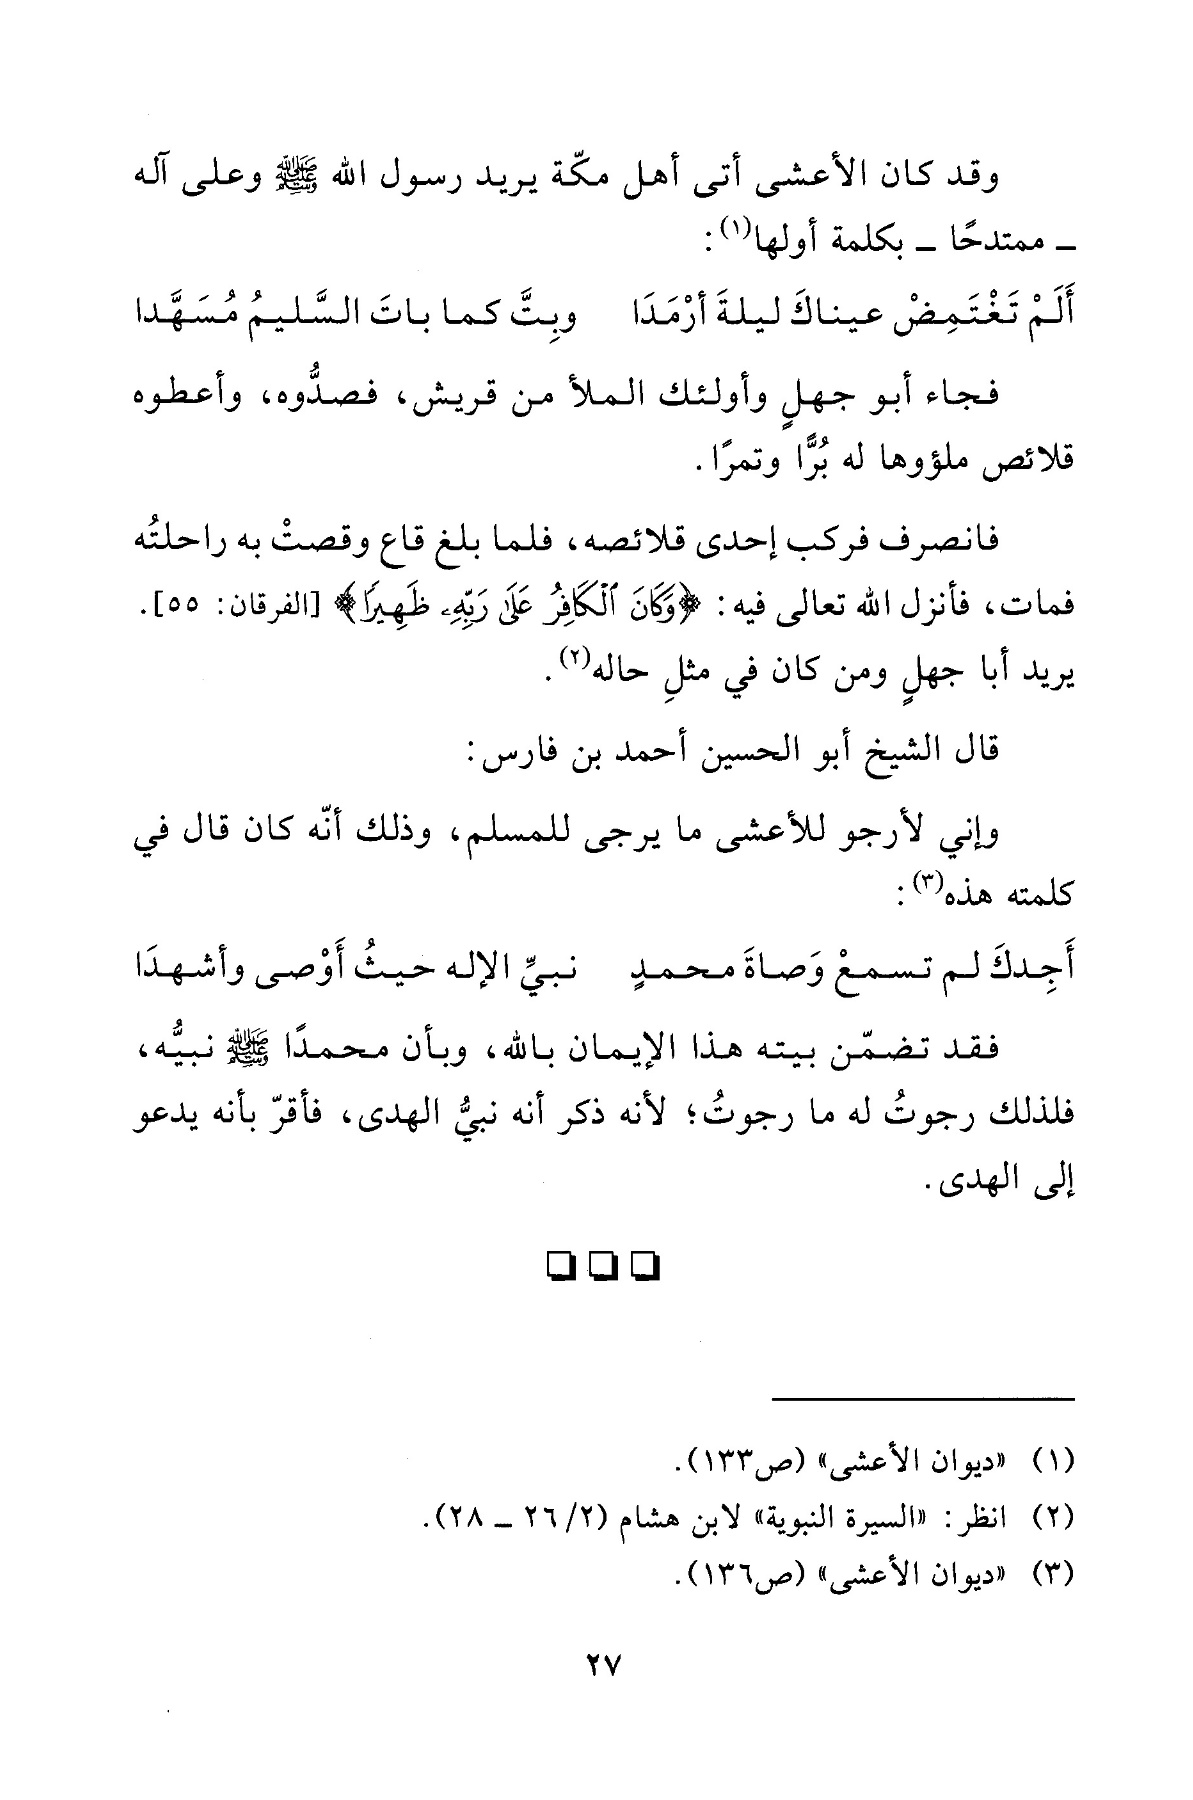 وقد كان الأعشى أتى أهل مكّة يريد رسول الله ﷺ وعلى آله
ـ ممتدحًا ـ بكلمة أولها(١):
أَلَمْ تَغْتَمِضْ عيناكَ ليلةَ أرْمَدَا وبِتَّ كما باتَ السَّليمُ مُسَهَّدا
فجاء أبو جهلٍ وأولئك الملأ من قريش، فصدُّوه، وأعطوه
قلائص ملؤوها له بُرًّا وتمرًا.
فانصرف فركب إحدى قلائصه، فلما بلغ قاع وقصتْ به راحلتُه
فمات، فأنزل الله تعالى فيه: ﴿وَكَانَ ٱلْكَافِرُ عَلَىٰ رَبِّهِۦ ظَهِيرًا﴾ [الفرقان: ٥٥].
يريد أبا جهلٍ ومن كان في مثلِ حاله(٢).
قال الشيخ أبو الحسين أحمد بن فارس:
وإني لأرجو للأعشى ما يرجى للمسلم، وذلك أنّه كان قال في
كلمته هذه(٣):
أَجِدكَ لم تسمعْ وَصاةَ محمدٍ نبيِّ الإله حيثُ أَوْصى وأشهدَا
فقد تضمّن بيته هذا الإيمان بالله، وبأن محمدًا ﷺ نبيُّه،
فلذلك رجوتُ له ما رجوتُ؛ لأنه ذكر أنه نبيُّ الهدى، فأقرّ بأنه يدعو
إلى الهدى.
(١) «ديوان الأعشى» (ص١٣٣).
(٢) انظر: «السيرة النبوية» لابن هشام (٢/ ٢٦ ـ ٢٨).
(٣) «ديوان الأعشى» (ص١٣٦).
٢٧